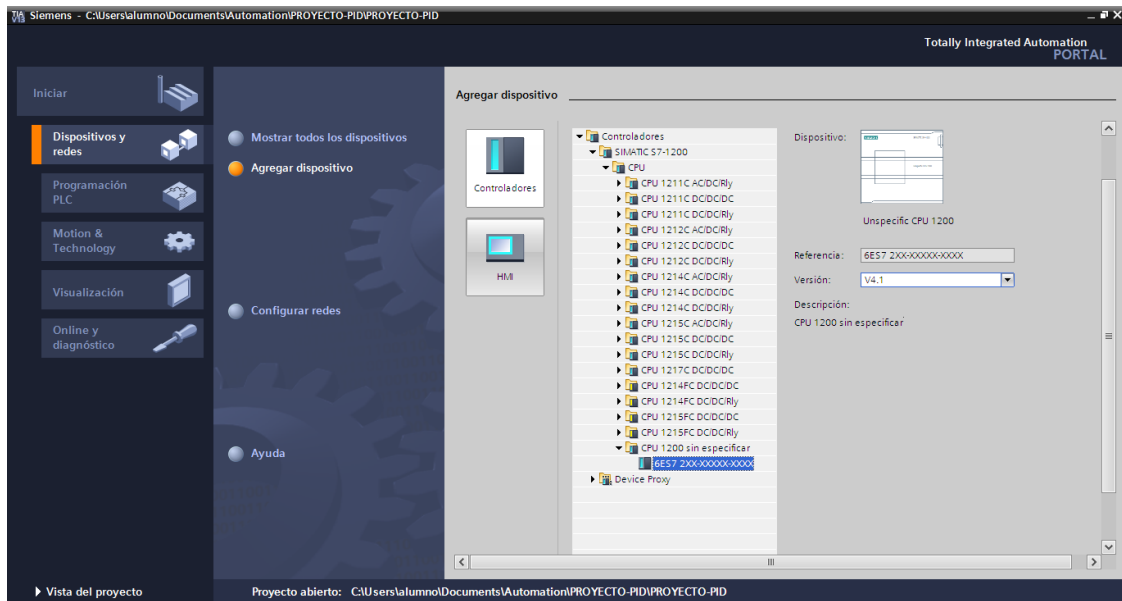 Siemens - C:\Users\alumno\Documents\Automation\PROYECTO-PID\PROYECTO-PID
Totally Integrated Automation
PORTAL
Iniciar
Dispositivos y
redes
Programación
PLC
Motion &
Technology
Visualización
Online y
diagnóstico
Mostrar todos los dispositivos
Agregar dispositivo
Configurar redes
Ayuda
Agregar dispositivo
Controladores
HMI
Controladores
SIMATIC S7-1200
CPU
CPU 1211C AC/DC/Rly
CPU 1211C DC/DC/DC
CPU 1211C DC/DC/Rly
CPU 1212C AC/DC/Rly
CPU 1212C DC/DC/DC
CPU 1212C DC/DC/Rly
CPU 1214C AC/DC/Rly
CPU 1214C DC/DC/DC
CPU 1214C DC/DC/Rly
CPU 1215C AC/DC/Rly
CPU 1215C DC/DC/DC
CPU 1215C DC/DC/Rly
CPU 1217C DC/DC/DC
CPU 1214FC DC/DC/DC
CPU 1214FC DC/DC/Rly
CPU 1215FC DC/DC/DC
CPU 1215FC DC/DC/Rly
CPU 1200 sin especificar
6ES7 2XX-XXXXX-XXXX
Device Proxy
Dispositivo:
Unspecific CPU 1200
Referencia: 6ES7 2XX-XXXXX-XXXX
Versión: V4.1
Descripción:
CPU 1200 sin especificar
Vista del proyecto
Proyecto abierto: C:\Users\alumno\Documents\Automation\PROYECTO-PID\PROYECTO-PID